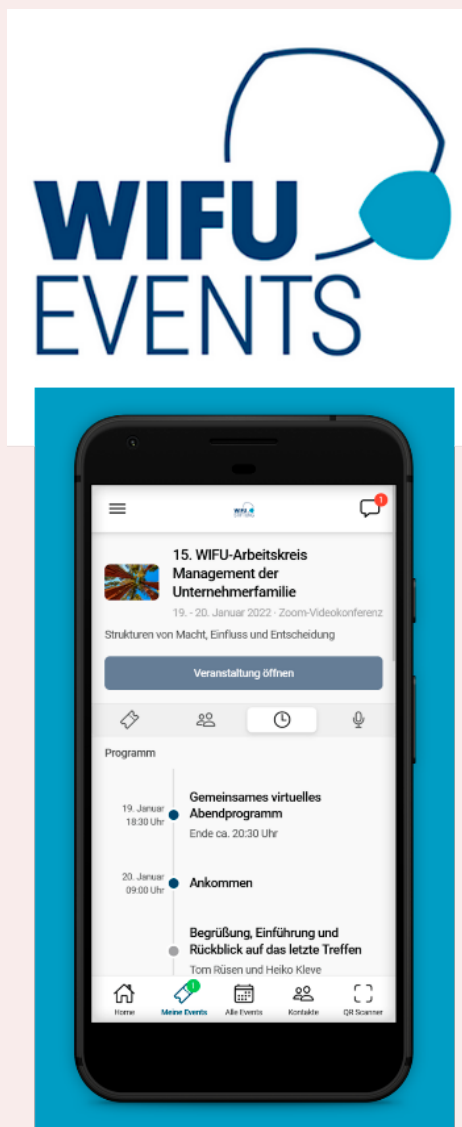 WIFU
EVENTS
WIFU
1
15. WIFU-Arbeitskreis
Management der
Unternehmerfamilie
19. - 20. Januar 2022 · Zoom-Videokonferenz
Strukturen von Macht, Einfluss und Entscheidung
Veranstaltung öffnen
Programm
19. Januar
18:30 Uhr
Gemeinsames virtuelles
Abendprogramm
Ende ca. 20:30 Uhr
20. Januar
09:00 Uhr
Ankommen
Begrüßung, Einführung und
Rückblick auf das letzte Treffen
Tom Rüsen und Heiko Kleve
1
Home
Meine Events
Alle Events
Kontakte
QR Scanner